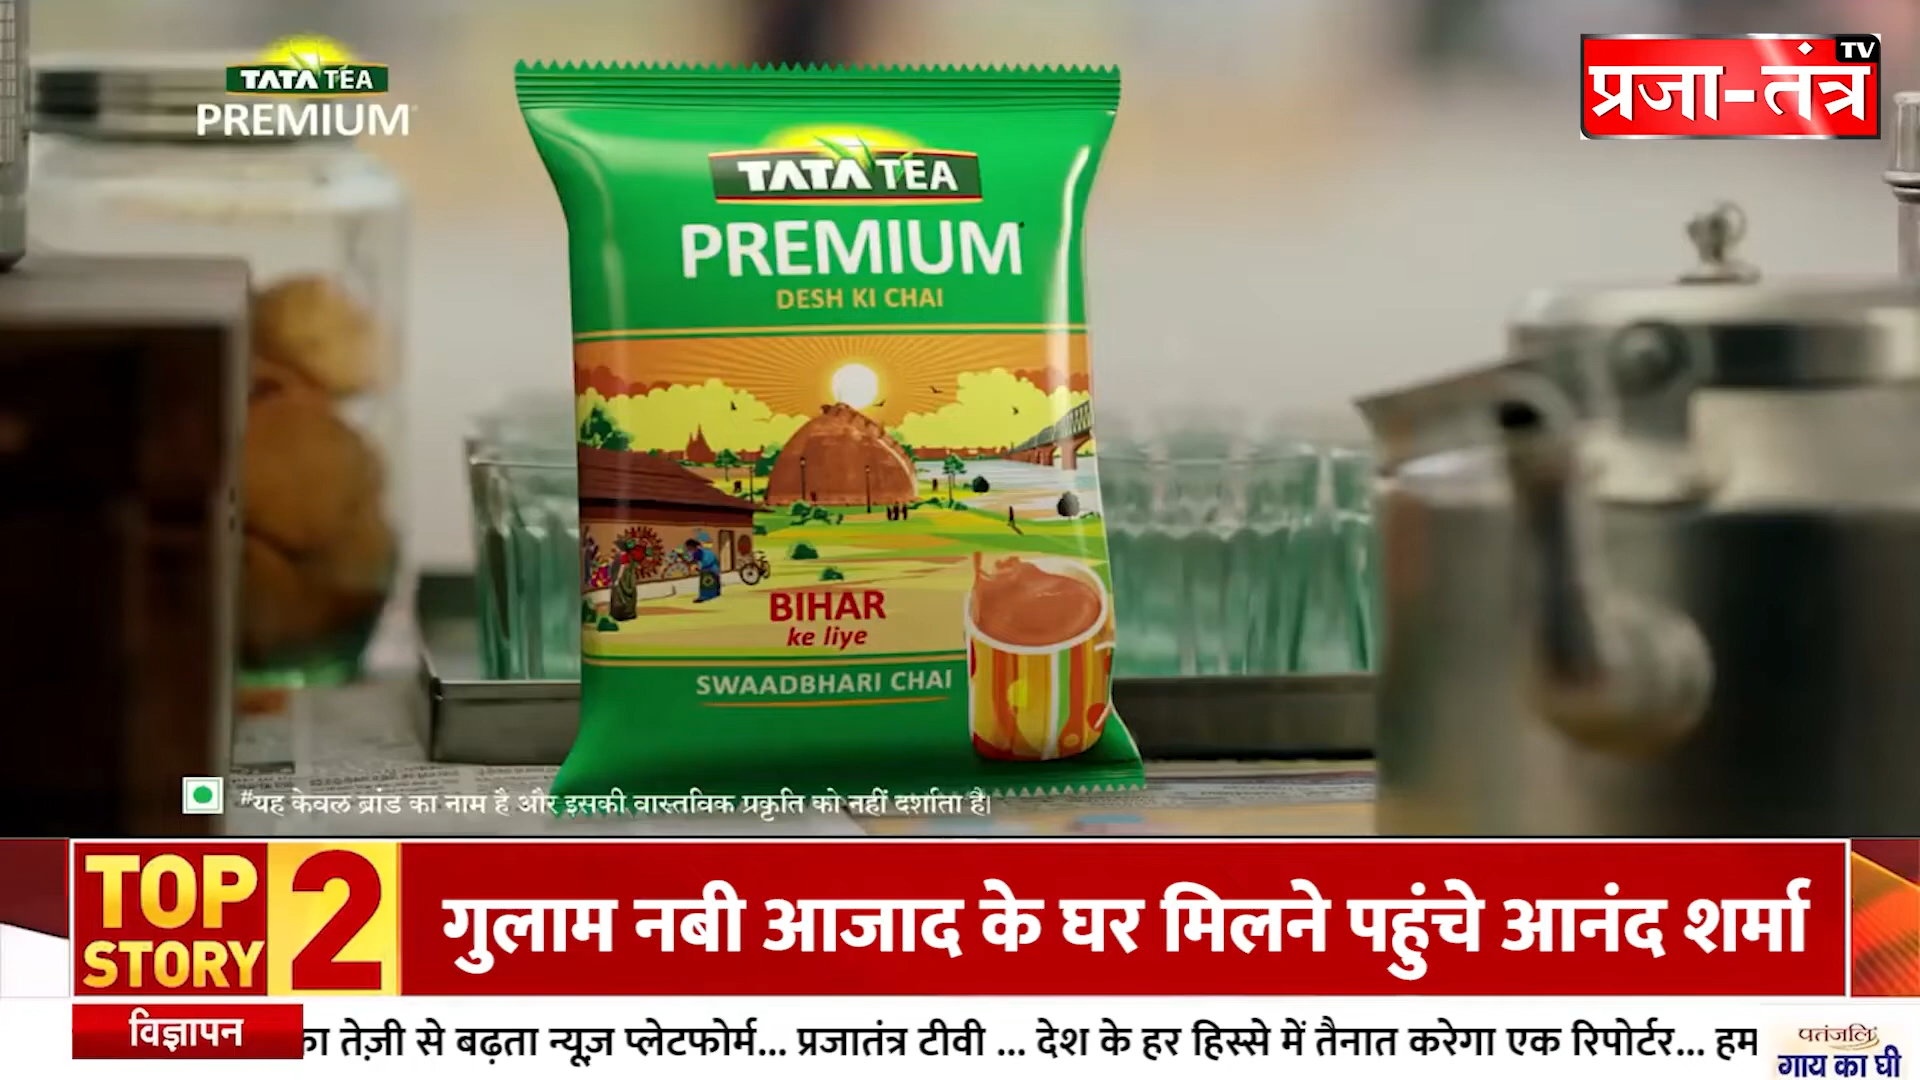 TATA TEA
PREMIUM
प्रजा-तंत्र TV
TATA TEA
PREMIUM
DESH KI CHAI
BIHAR
ke liye
SWAADBHARI CHAI
#यह केवल ब्रांड का नाम है और इसकी वास्तविक प्रकृति को नहीं दर्शाता है।
TOP STORY 2
गुलाम नबी आजाद के घर मिलने पहुंचे आनंद शर्मा
विज्ञापन
का तेज़ी से बढ़ता न्यूज़ प्लेटफोर्म... प्रजातंत्र टीवी ... देश के हर हिस्से में तैनात करेगा एक रिपोर्टर... हम
पतंजलि
गाय का घी